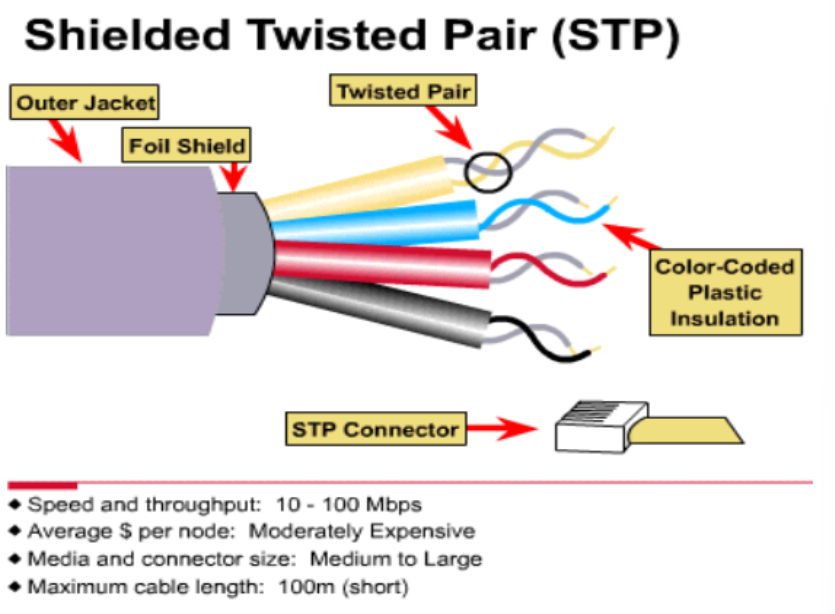 Shielded Twisted Pair (STP)
Outer Jacket
Twisted Pair
Foil Shield
Color-Coded
Plastic
Insulation
STP Connector
◆ Speed and throughput: 10 - 100 Mbps
◆ Average $ per node: Moderately Expensive
◆ Media and connector size: Medium to Large
◆ Maximum cable length: 100m (short)